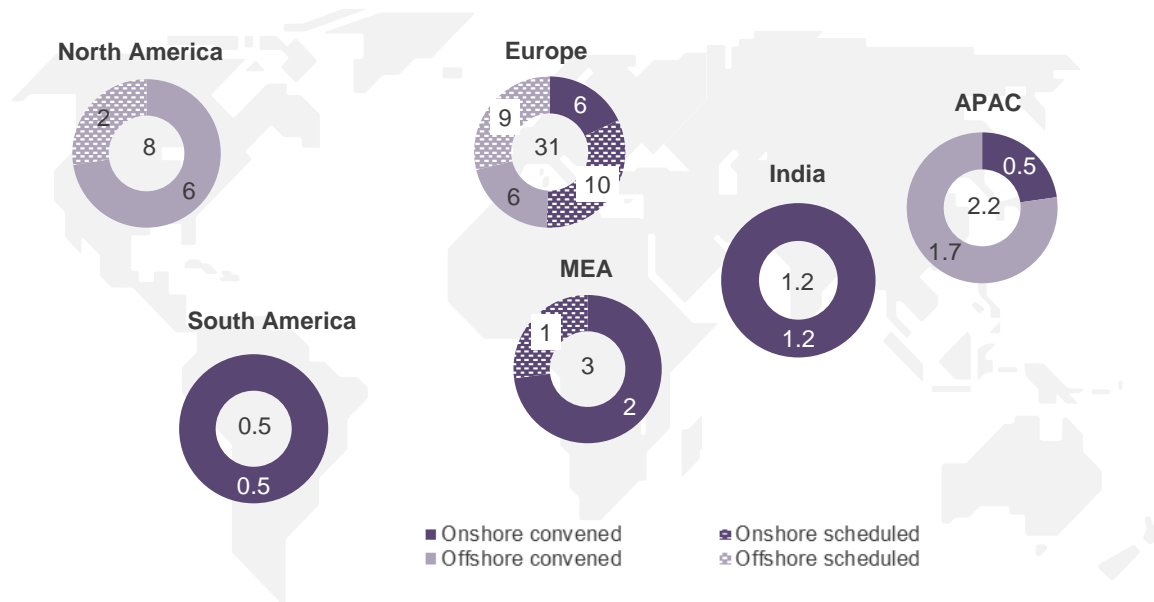 North America
2
8
6
Europe
6
9
31
10
6
APAC
0.5
2.2
1.7
India
1.2
1.2
MEA
1
3
2
South America
0.5
0.5
Onshore convened
Onshore scheduled
Offshore convened
Offshore scheduled